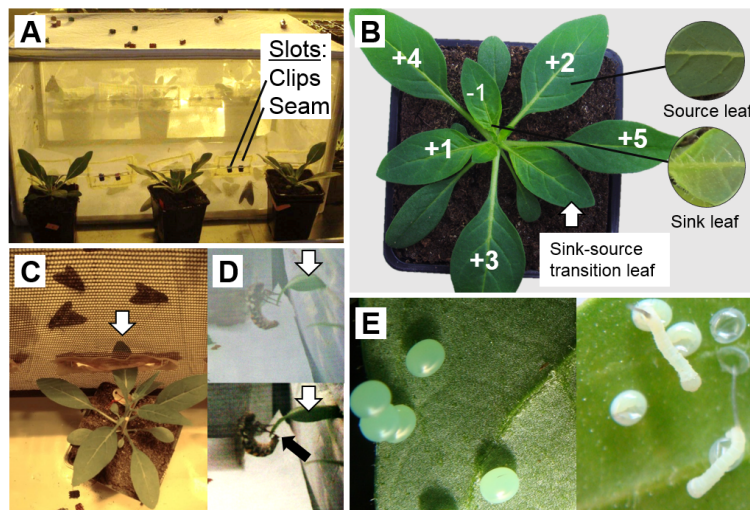 A
Slots:
Clips
Seam
B
+4
-1
+2
+1
+5
+3
Source leaf
Sink leaf
Sink-source
transition leaf
C
D
E